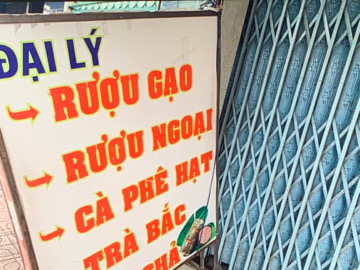 ĐẠI LÝ
RƯỢU GẠO
RƯỢU NGOẠI
CÀ PHÊ HẠT
TRÀ BẮC